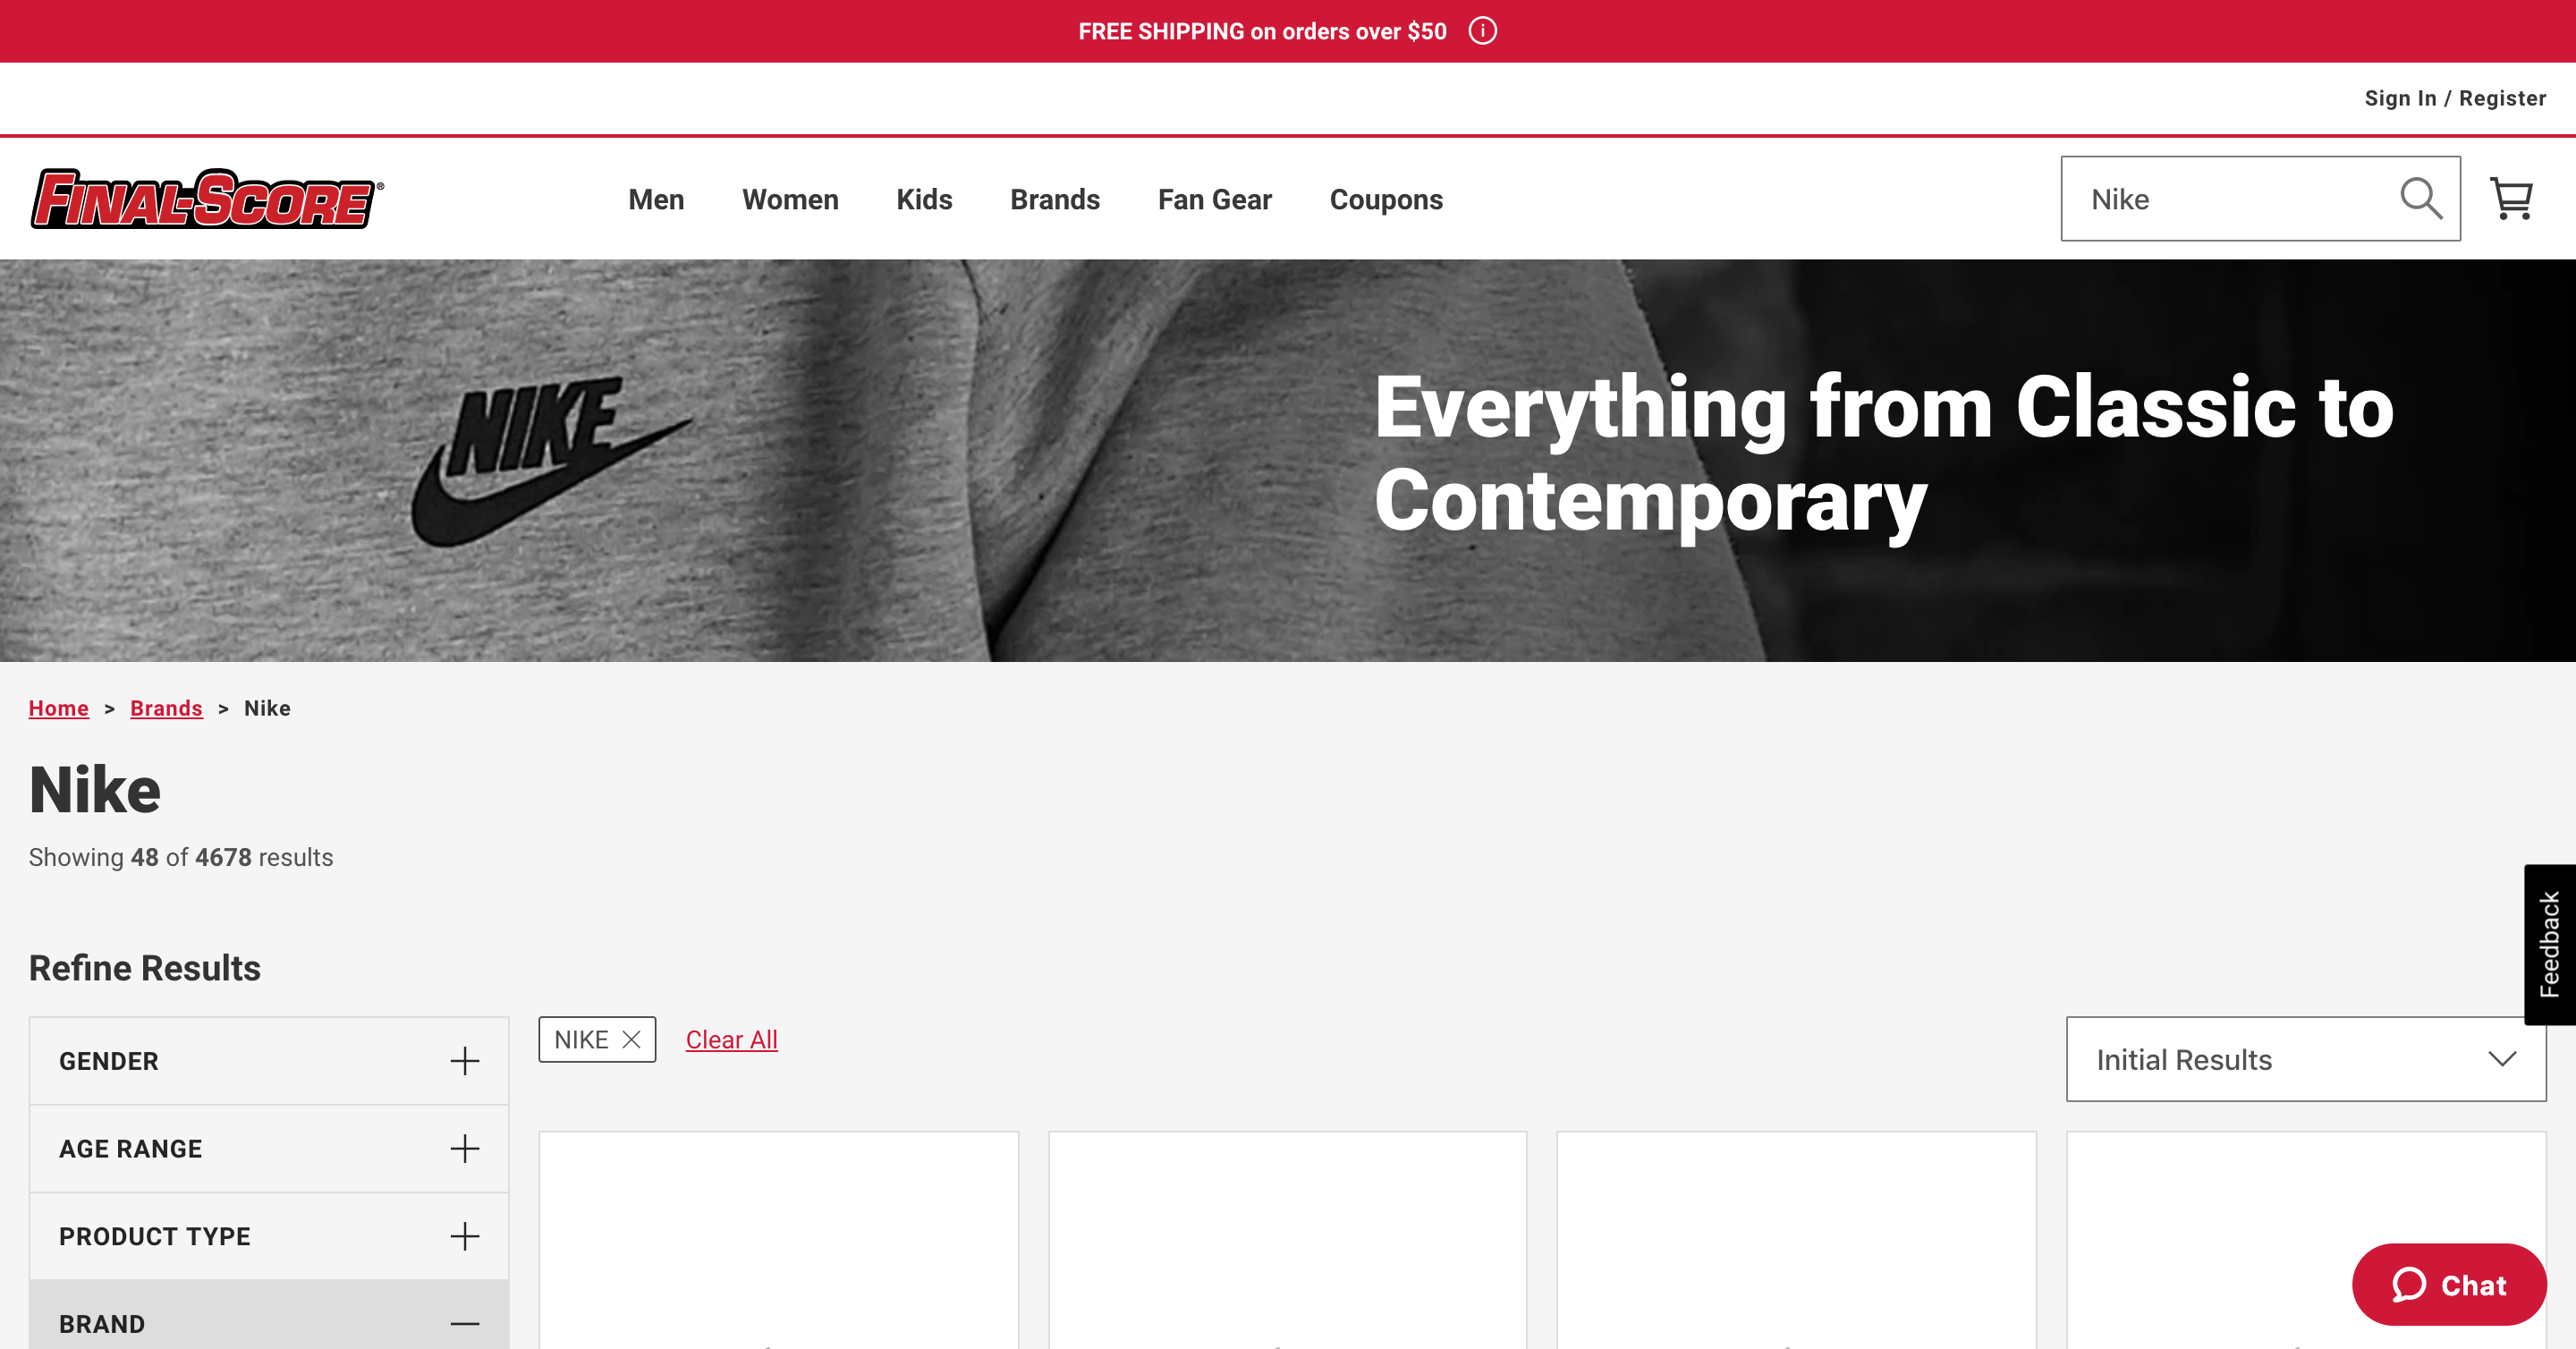 FREE SHIPPING on orders over $50
Sign In / Register
FINAL-SCORE®
Men
Women
Kids
Brands
Fan Gear
Coupons
Nike
NIKE
Everything from Classic to
Contemporary
Home > Brands > Nike
Nike
Showing 48 of 4678 results
Feedback
Refine Results
GENDER
NIKE
Clear All
Initial Results
AGE RANGE
PRODUCT TYPE
BRAND
Chat